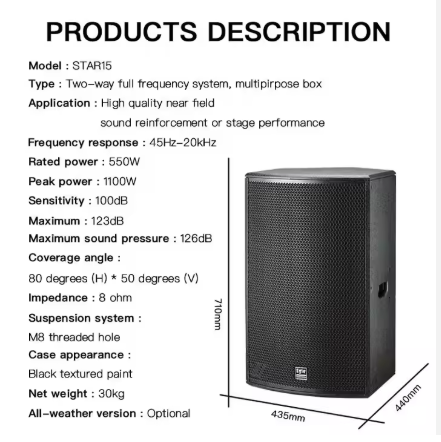 PRODUCTS DESCRIPTION
Model : STAR15
Type : Two-way full frequency system, multipirpose box
Application : High quality near field
sound reinforcement or stage performance
Frequency response : 45Hz-20kHz
Rated power : 550W
Peak power : 1100W
Sensitivity : 100dB
Maximum : 123dB
Maximum sound pressure : 126dB
Coverage angle :
80 degrees (H) * 50 degrees (V)
Impedance : 8 ohm
Suspension system :
M8 threaded hole
Case appearance :
Black textured paint
Net weight : 30kg
All-weather version : Optional
710mm
435mm
440mm